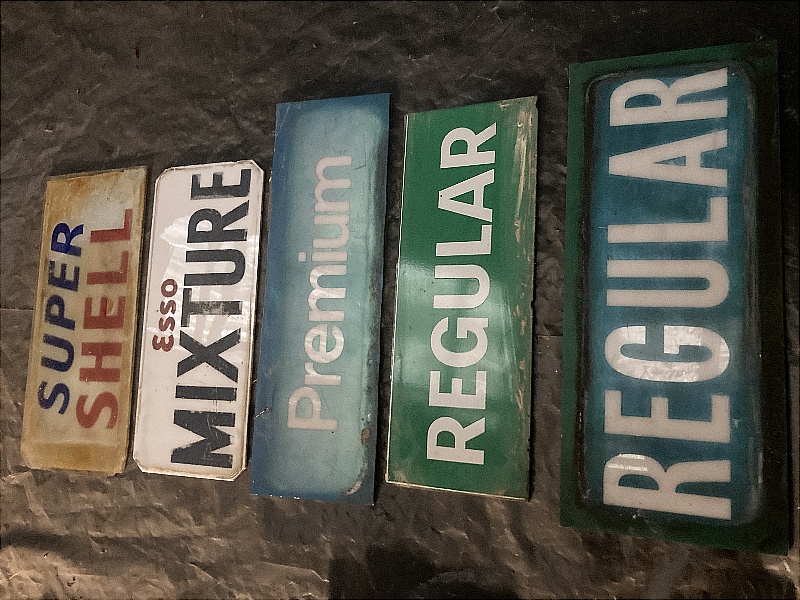 SUPER
SHELL
Esso
MIXTURE
Premium
REGULAR
REGULAR